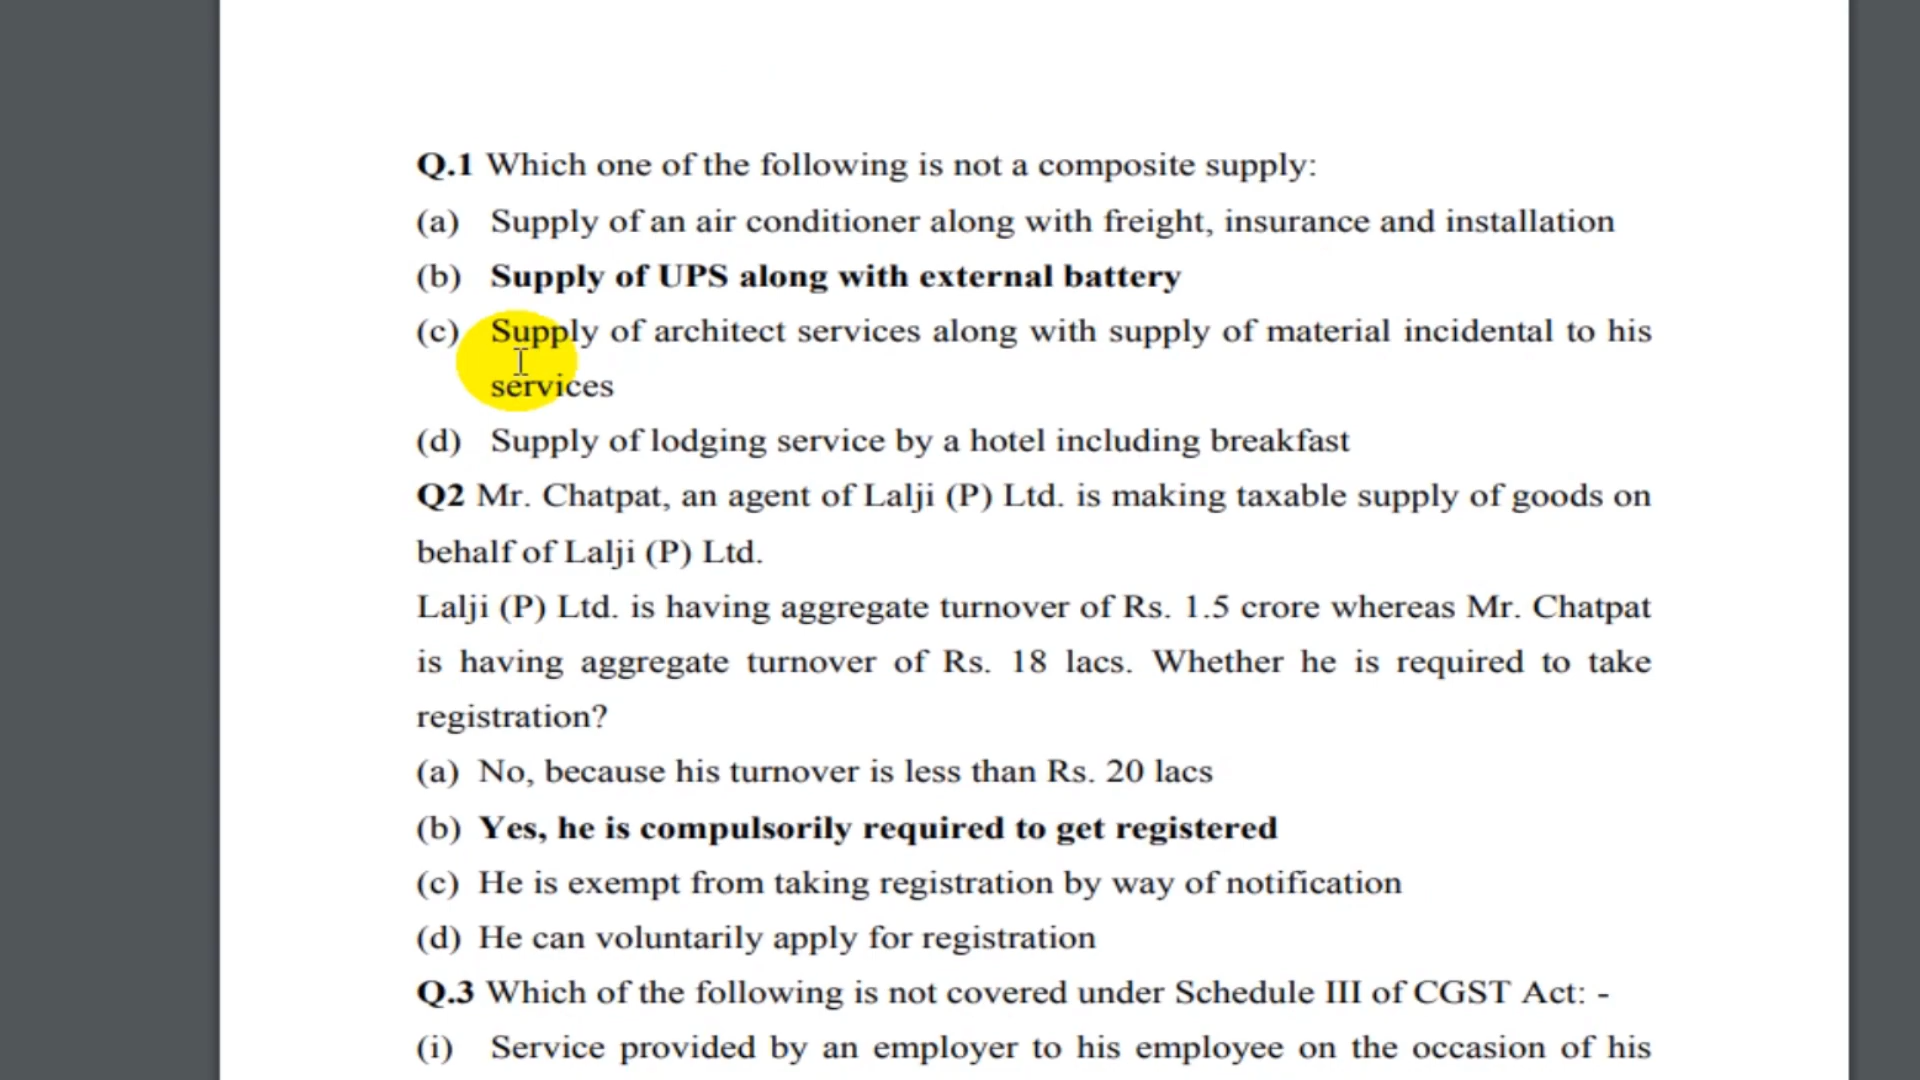 Q.1 Which one of the following is not a composite supply:
(a) Supply of an air conditioner along with freight, insurance and installation
(b) Supply of UPS along with external battery
(c) Supply of architect services along with supply of material incidental to his
services
(d) Supply of lodging service by a hotel including breakfast
Q2 Mr. Chatpat, an agent of Lalji (P) Ltd. is making taxable supply of goods on
behalf of Lalji (P) Ltd.
Lalji (P) Ltd. is having aggregate turnover of Rs. 1.5 crore whereas Mr. Chatpat
is having aggregate turnover of Rs. 18 lacs. Whether he is required to take
registration?
(a) No, because his turnover is less than Rs. 20 lacs
(b) Yes, he is compulsorily required to get registered
(c) He is exempt from taking registration by way of notification
(d) He can voluntarily apply for registration
Q.3 Which of the following is not covered under Schedule III of CGST Act: -
(i) Service provided by an employer to his employee on the occasion of his